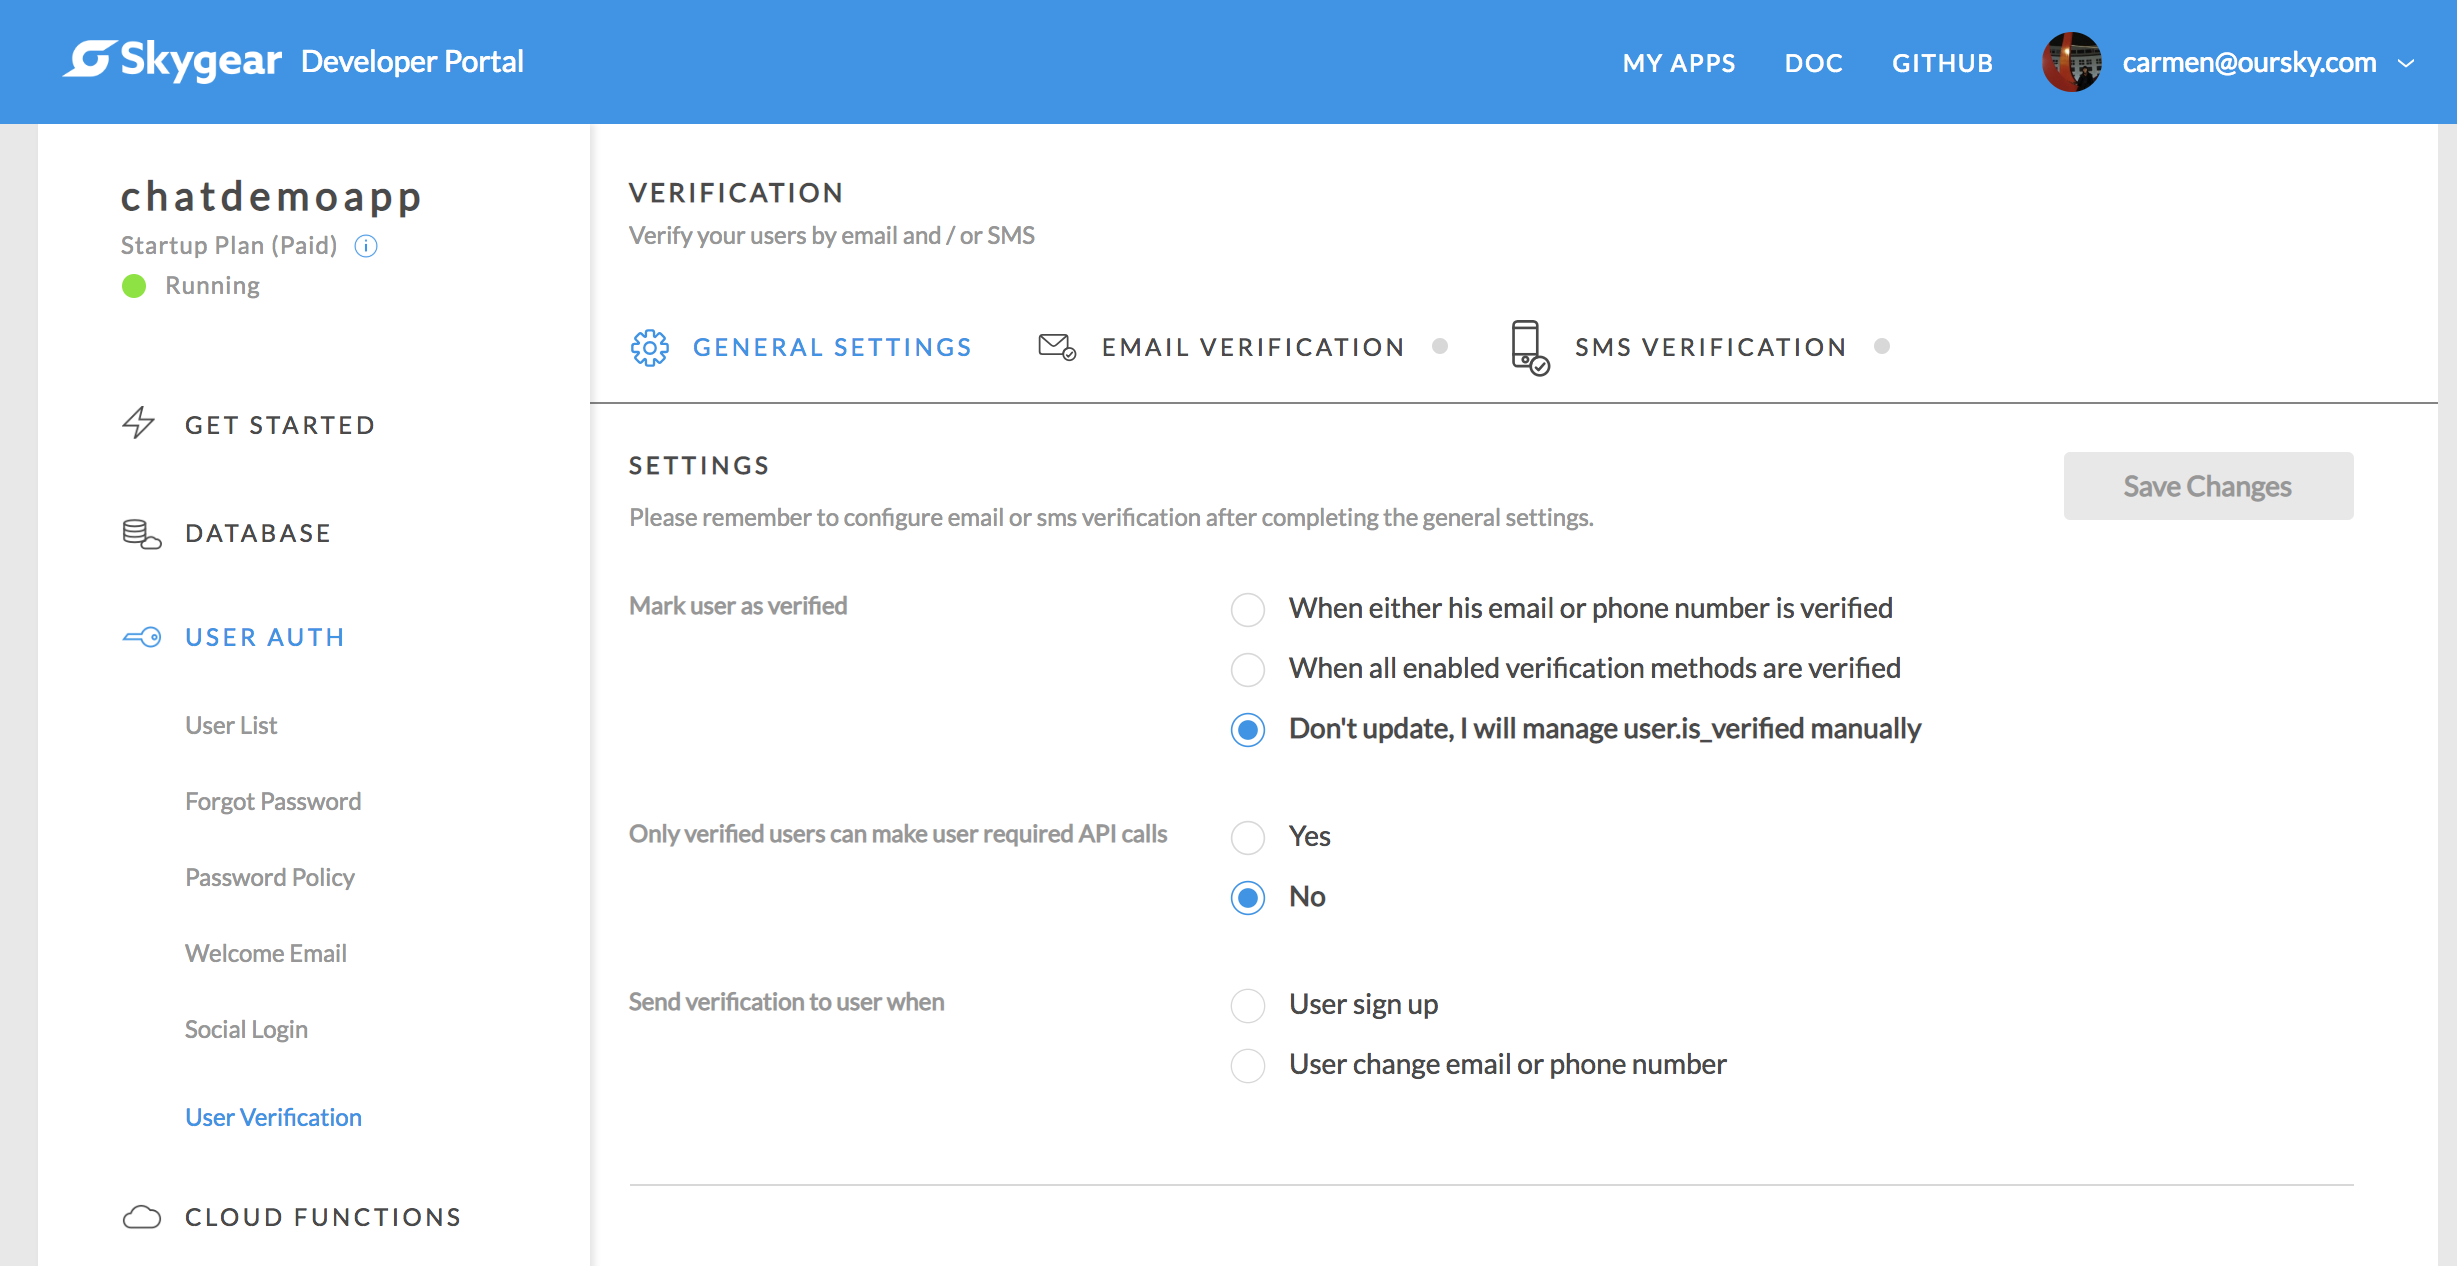 Skygear Developer Portal
MY APPS
DOC
GITHUB
carmen@oursky.com
chatdemoapp
Startup Plan (Paid)
Running
GET STARTED
DATABASE
USER AUTH
User List
Forgot Password
Password Policy
Welcome Email
Social Login
User Verification
CLOUD FUNCTIONS
VERIFICATION
Verify your users by email and / or SMS
GENERAL SETTINGS
EMAIL VERIFICATION
SMS VERIFICATION
SETTINGS
Save Changes
Please remember to configure email or sms verification after completing the general settings.
Mark user as verified
When either his email or phone number is verified
When all enabled verification methods are verified
Don't update, I will manage user.is_verified manually
Only verified users can make user required API calls
Yes
No
Send verification to user when
User sign up
User change email or phone number